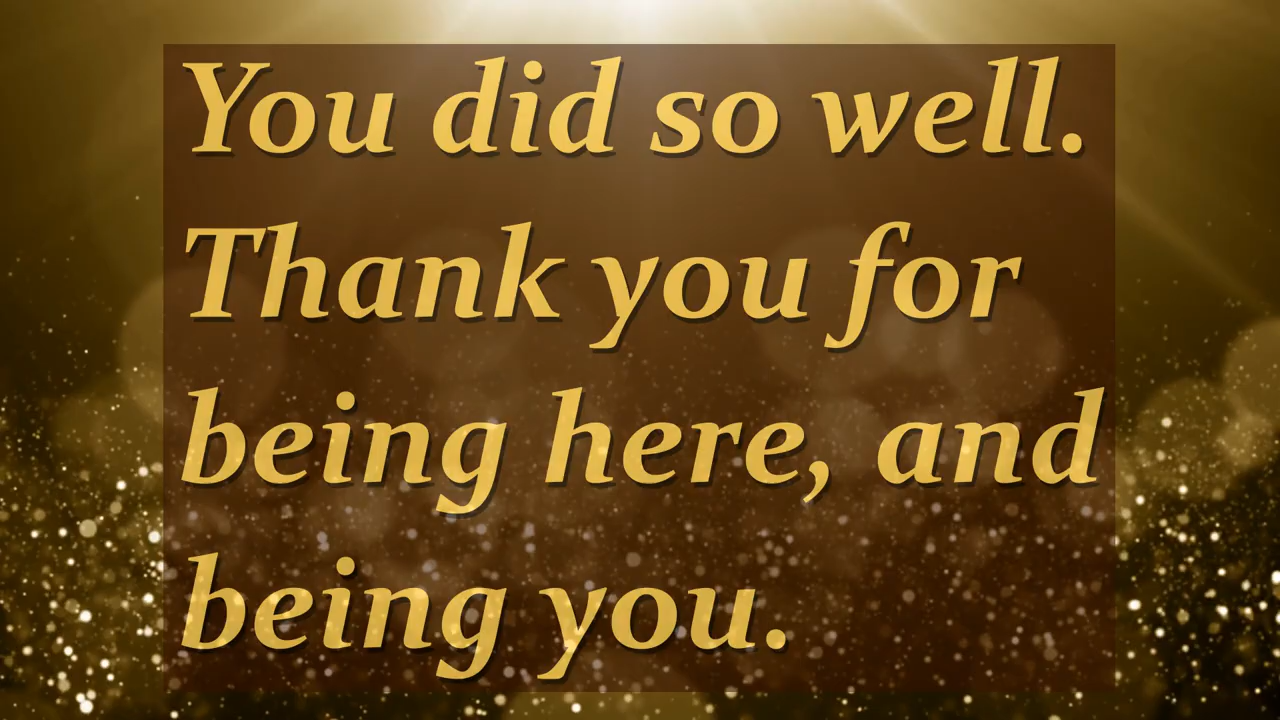 You did so well.
Thank you for
being here, and
being you.